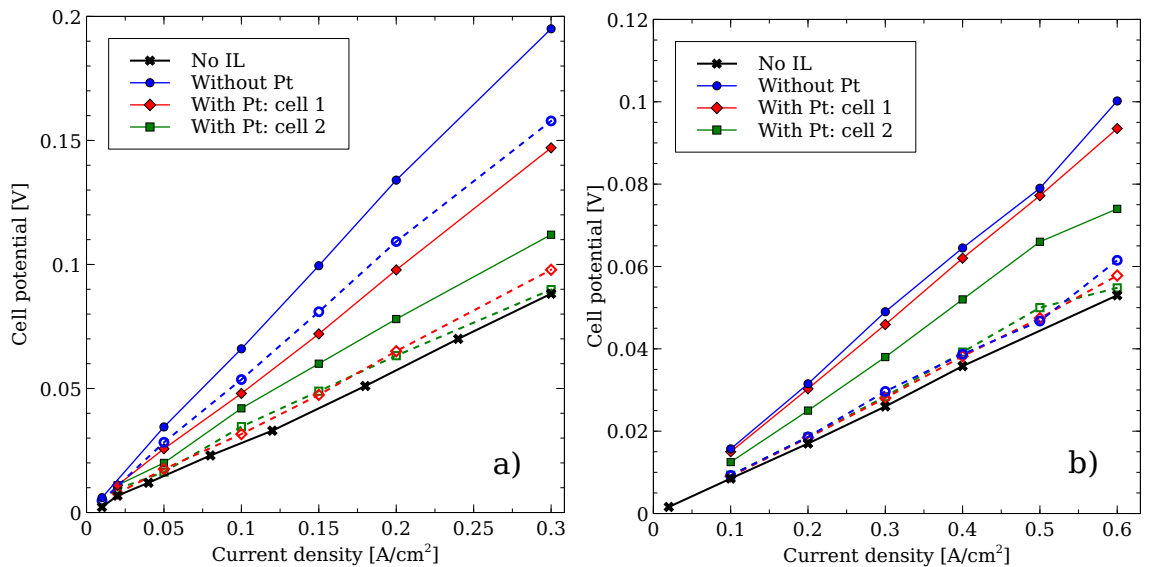 0.2
0.15
0.1
0.05
0
Cell potential [V]
No IL
Without Pt
With Pt: cell 1
With Pt: cell 2
a)
0 0.05 0.1 0.15 0.2 0.25 0.3
Current density [A/cm²]
0.12
0.1
0.08
0.06
0.04
0.02
0
Cell potential [V]
No IL
Without Pt
With Pt: cell 1
With Pt: cell 2
b)
0 0.1 0.2 0.3 0.4 0.5 0.6
Current density [A/cm²]